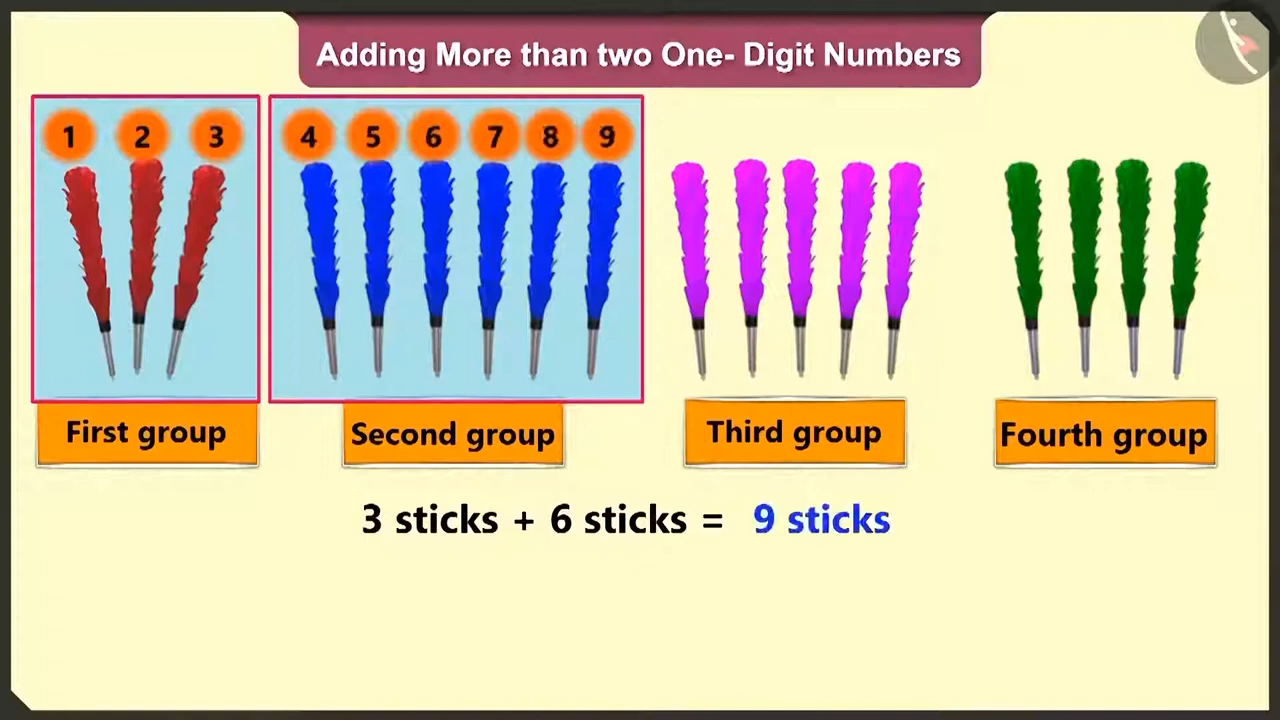 Adding More than two One- Digit Numbers
1 2 3 4 5 6 7 8 9
First group
Second group
Third group
Fourth group
3 sticks + 6 sticks = 9 sticks